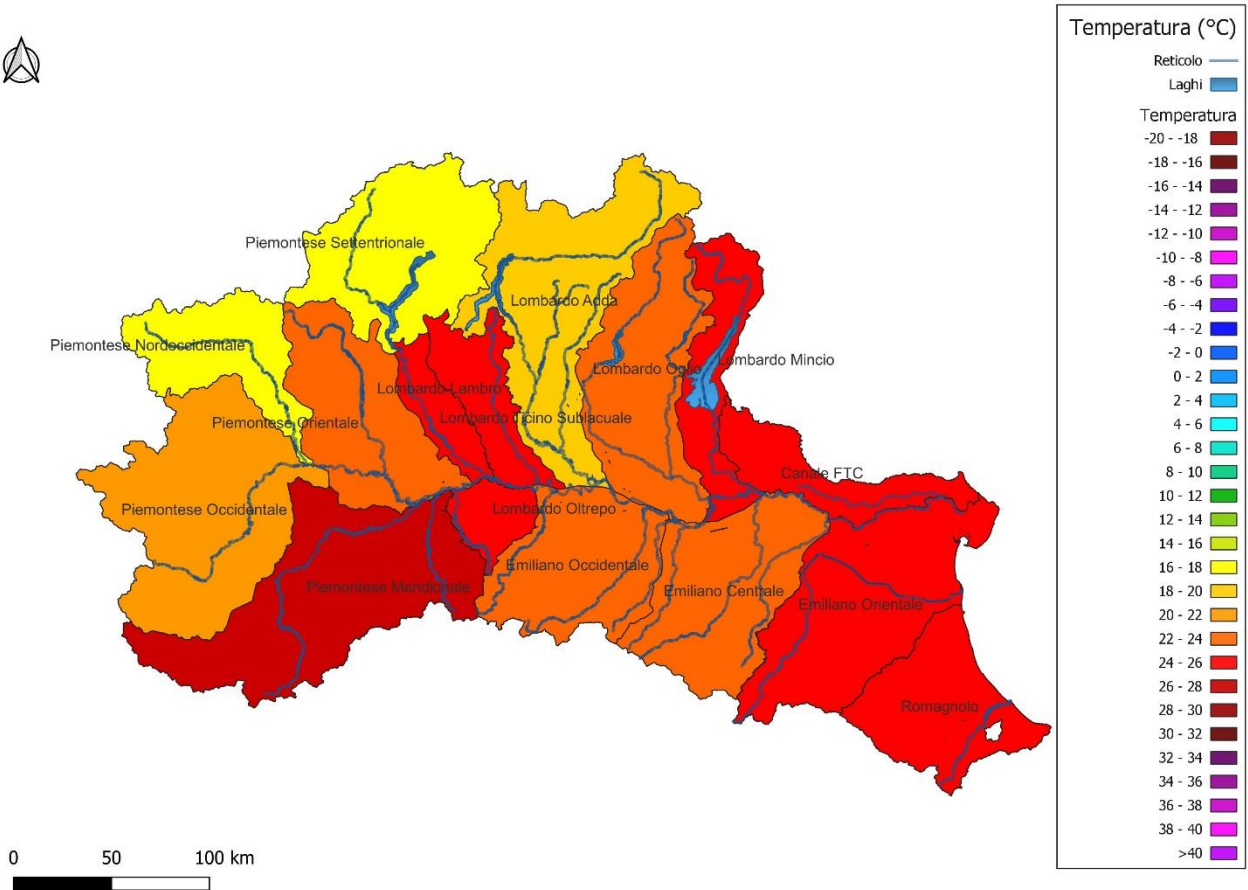 Temperatura (°C)
Reticolo
Laghi
Temperatura
-20 - -18
-18 - -16
-16 - -14
-14 - -12
-12 - -10
-10 - -8
-8 - -6
-6 - -4
-4 - -2
-2 - 0
0 - 2
2 - 4
4 - 6
6 - 8
8 - 10
10 - 12
12 - 14
14 - 16
16 - 18
18 - 20
20 - 22
22 - 24
24 - 26
26 - 28
28 - 30
30 - 32
32 - 34
34 - 36
36 - 38
38 - 40
>40
Piemontese Settentrionale
Lombardo Adda
Piemontese Nordoccidentale
Lombardo Mincio
Lombardo Oglio
Lombardo Lambro
Lombardo Ticino Sublacuale
Piemontese Orientale
Canale FTC
Piemontese Occidentale
Lombardo Oltrepo
Emiliano Occidentale
Piemontese Meridionale
Emiliano Centrale
Emiliano Orientale
Romagnolo
0 50 100 km